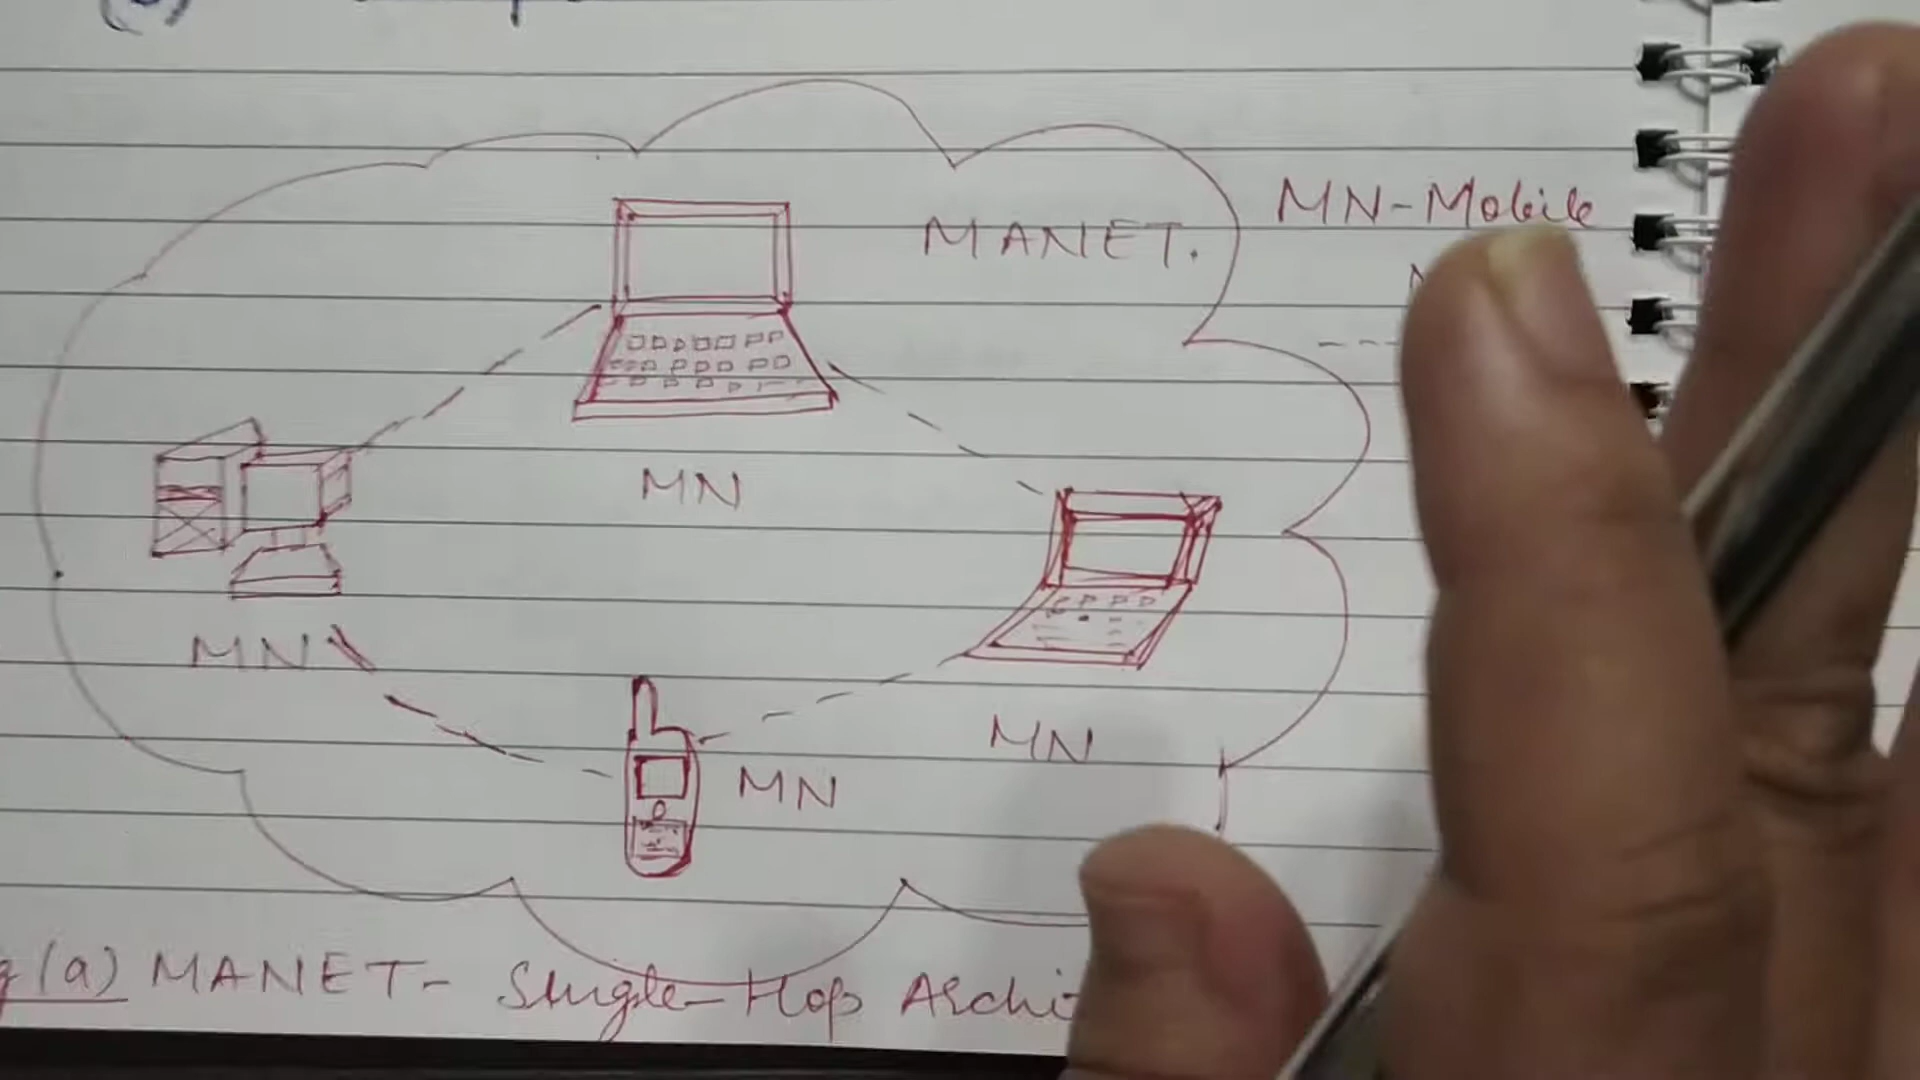 MANET.
MN-Mobile
MN
MN
MN
MN
(a) MANET- Single-Hop Archi